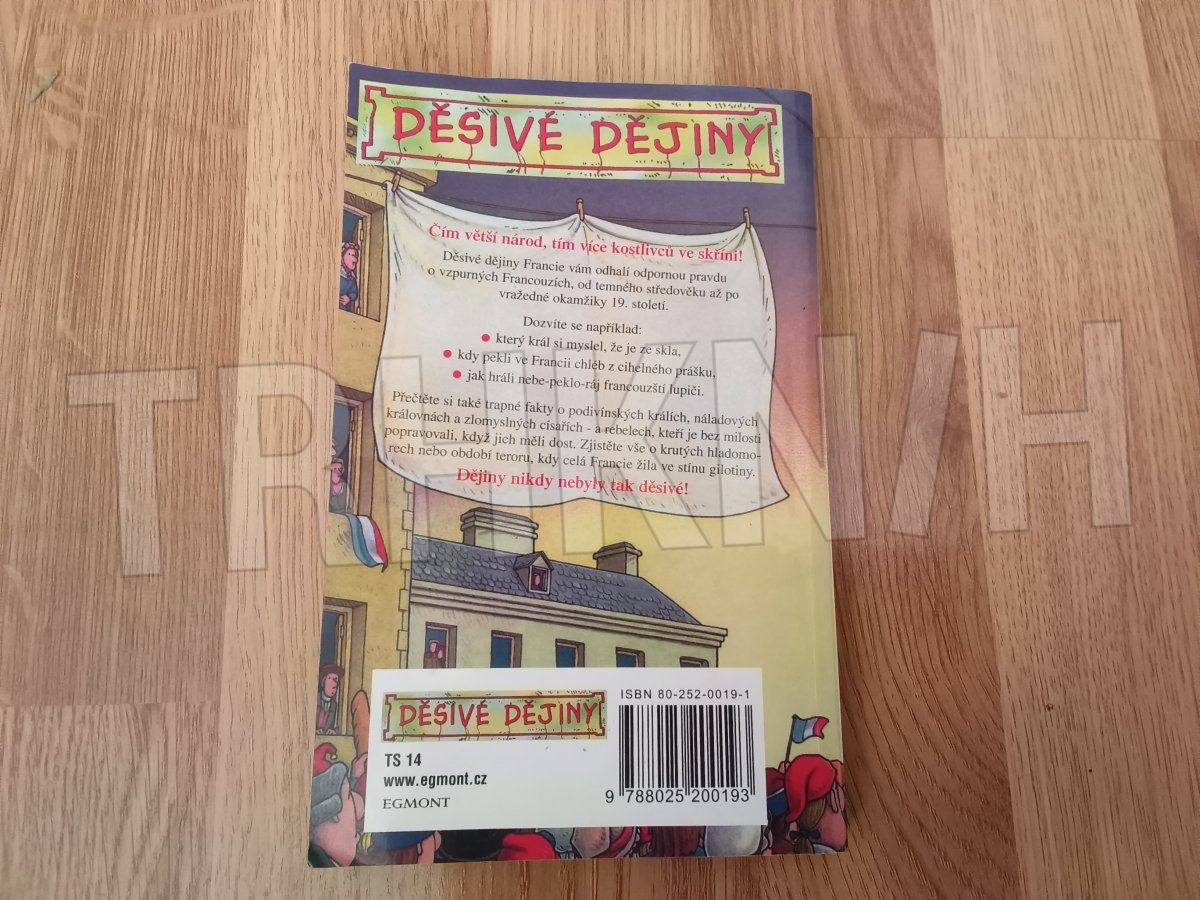 DĚSIVÉ DĚJINY
Čím větší národ, tím více kostlivců ve skříni!
Děsivé dějiny Francie vám odhalí odpornou pravdu
o vzpurných Francouzích, od temného středověku až po
vražedné okamžiky 19. století.
Dozvíte se například:
• který král si myslel, že je ze skla,
• kdy pekli ve Francii chléb z cihelného prášku,
• jak hráli nebe-peklo-ráj francouzští lupiči.
Přečtěte si také trapné fakty o podivínských králích, náladových
královnách a zlomyslných císařích - a rebelech, kteří je bez milosti
popravovali, když jich měli dost. Zjistěte vše o krutých hladomo-
rech nebo období teroru, kdy celá Francie žila ve stínu gilotiny.
Dějiny nikdy nebyly tak děsivé!
TRHKNIH
DĚSIVÉ DĚJINY
TS 14
www.egmont.cz
EGMONT
ISBN 80-252-0019-1
9 788025 200193